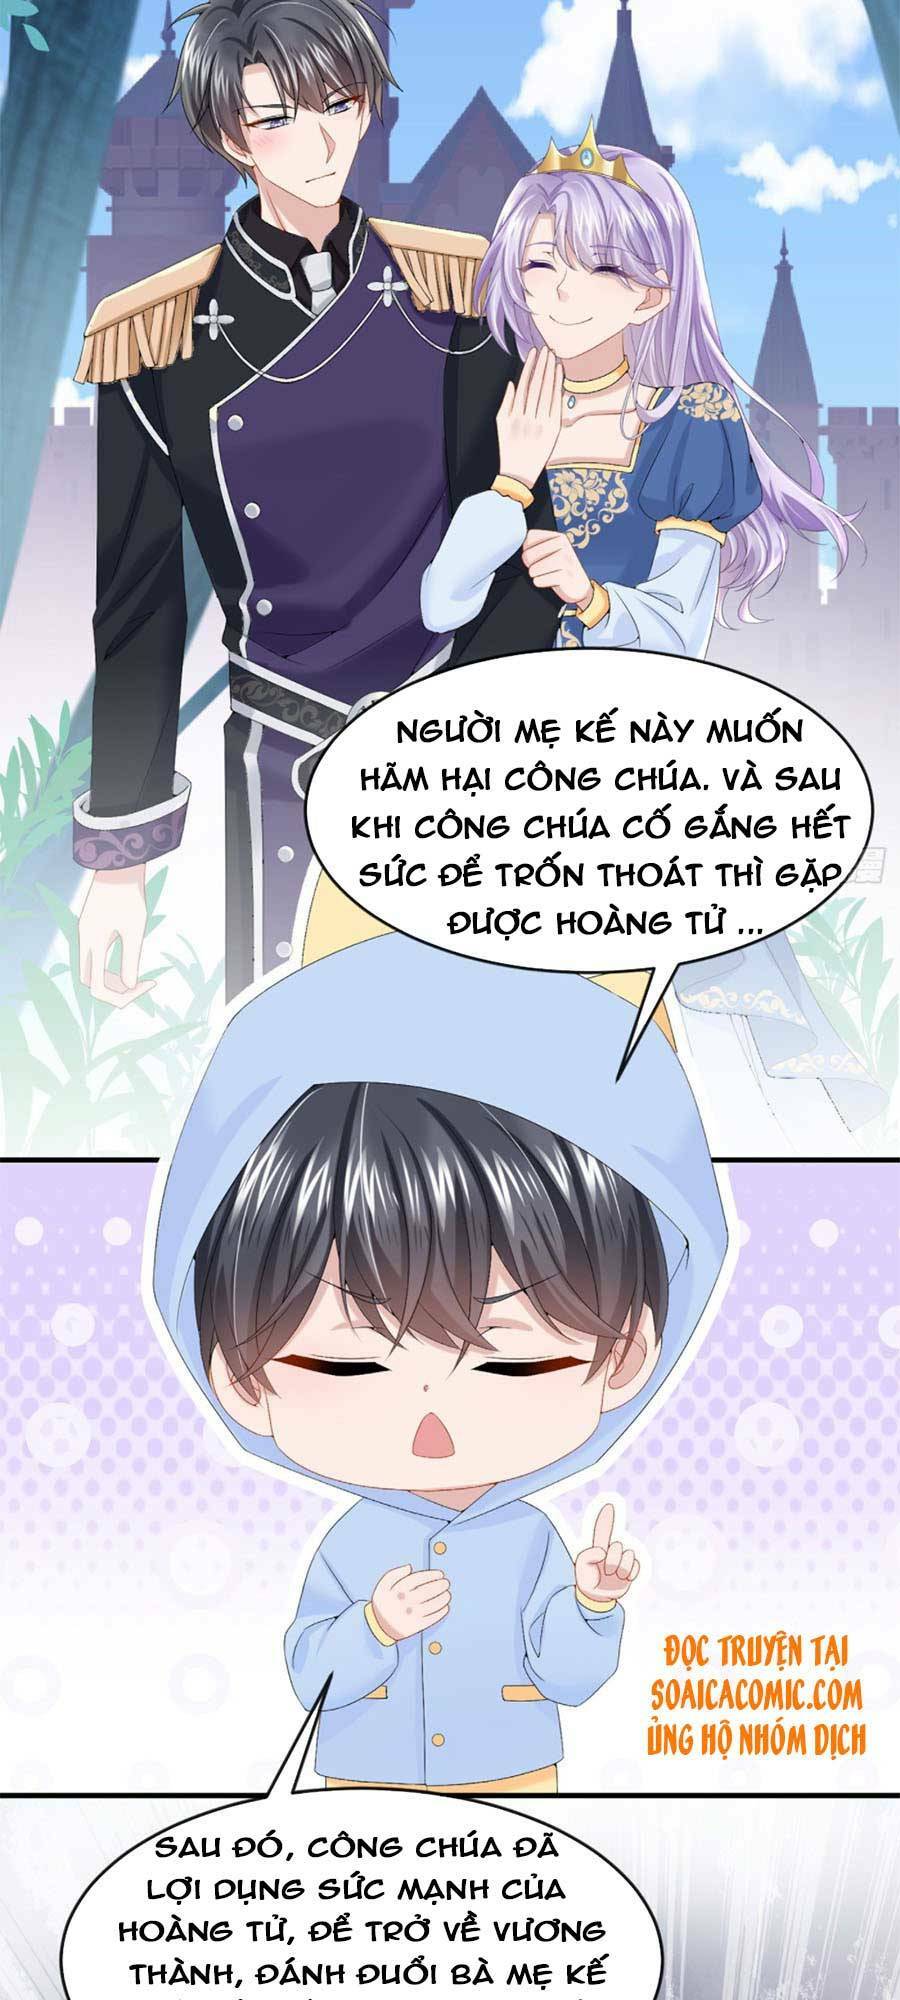 NGƯỜI MẸ KẾ NÀY MUỐN
HÃM HẠI CÔNG CHÚA. VÀ SAU
KHI CÔNG CHÚA CỐ GẮNG HẾT
SỨC ĐỂ TRỐN THOÁT THÌ GẶP
ĐƯỢC HOÀNG TỬ ...
ĐỌC TRUYỆN TẠI
SOAICACOMIC.COM
ỦNG HỘ NHÓM DỊCH
SAU ĐÓ, CÔNG CHÚA ĐÃ
LỢI DỤNG SỨC MẠNH CỦA
HOÀNG TỬ, ĐỂ TRỞ VỀ VƯƠNG
THÀNH, ĐÁNH ĐUỔI BÀ MẸ KẾ